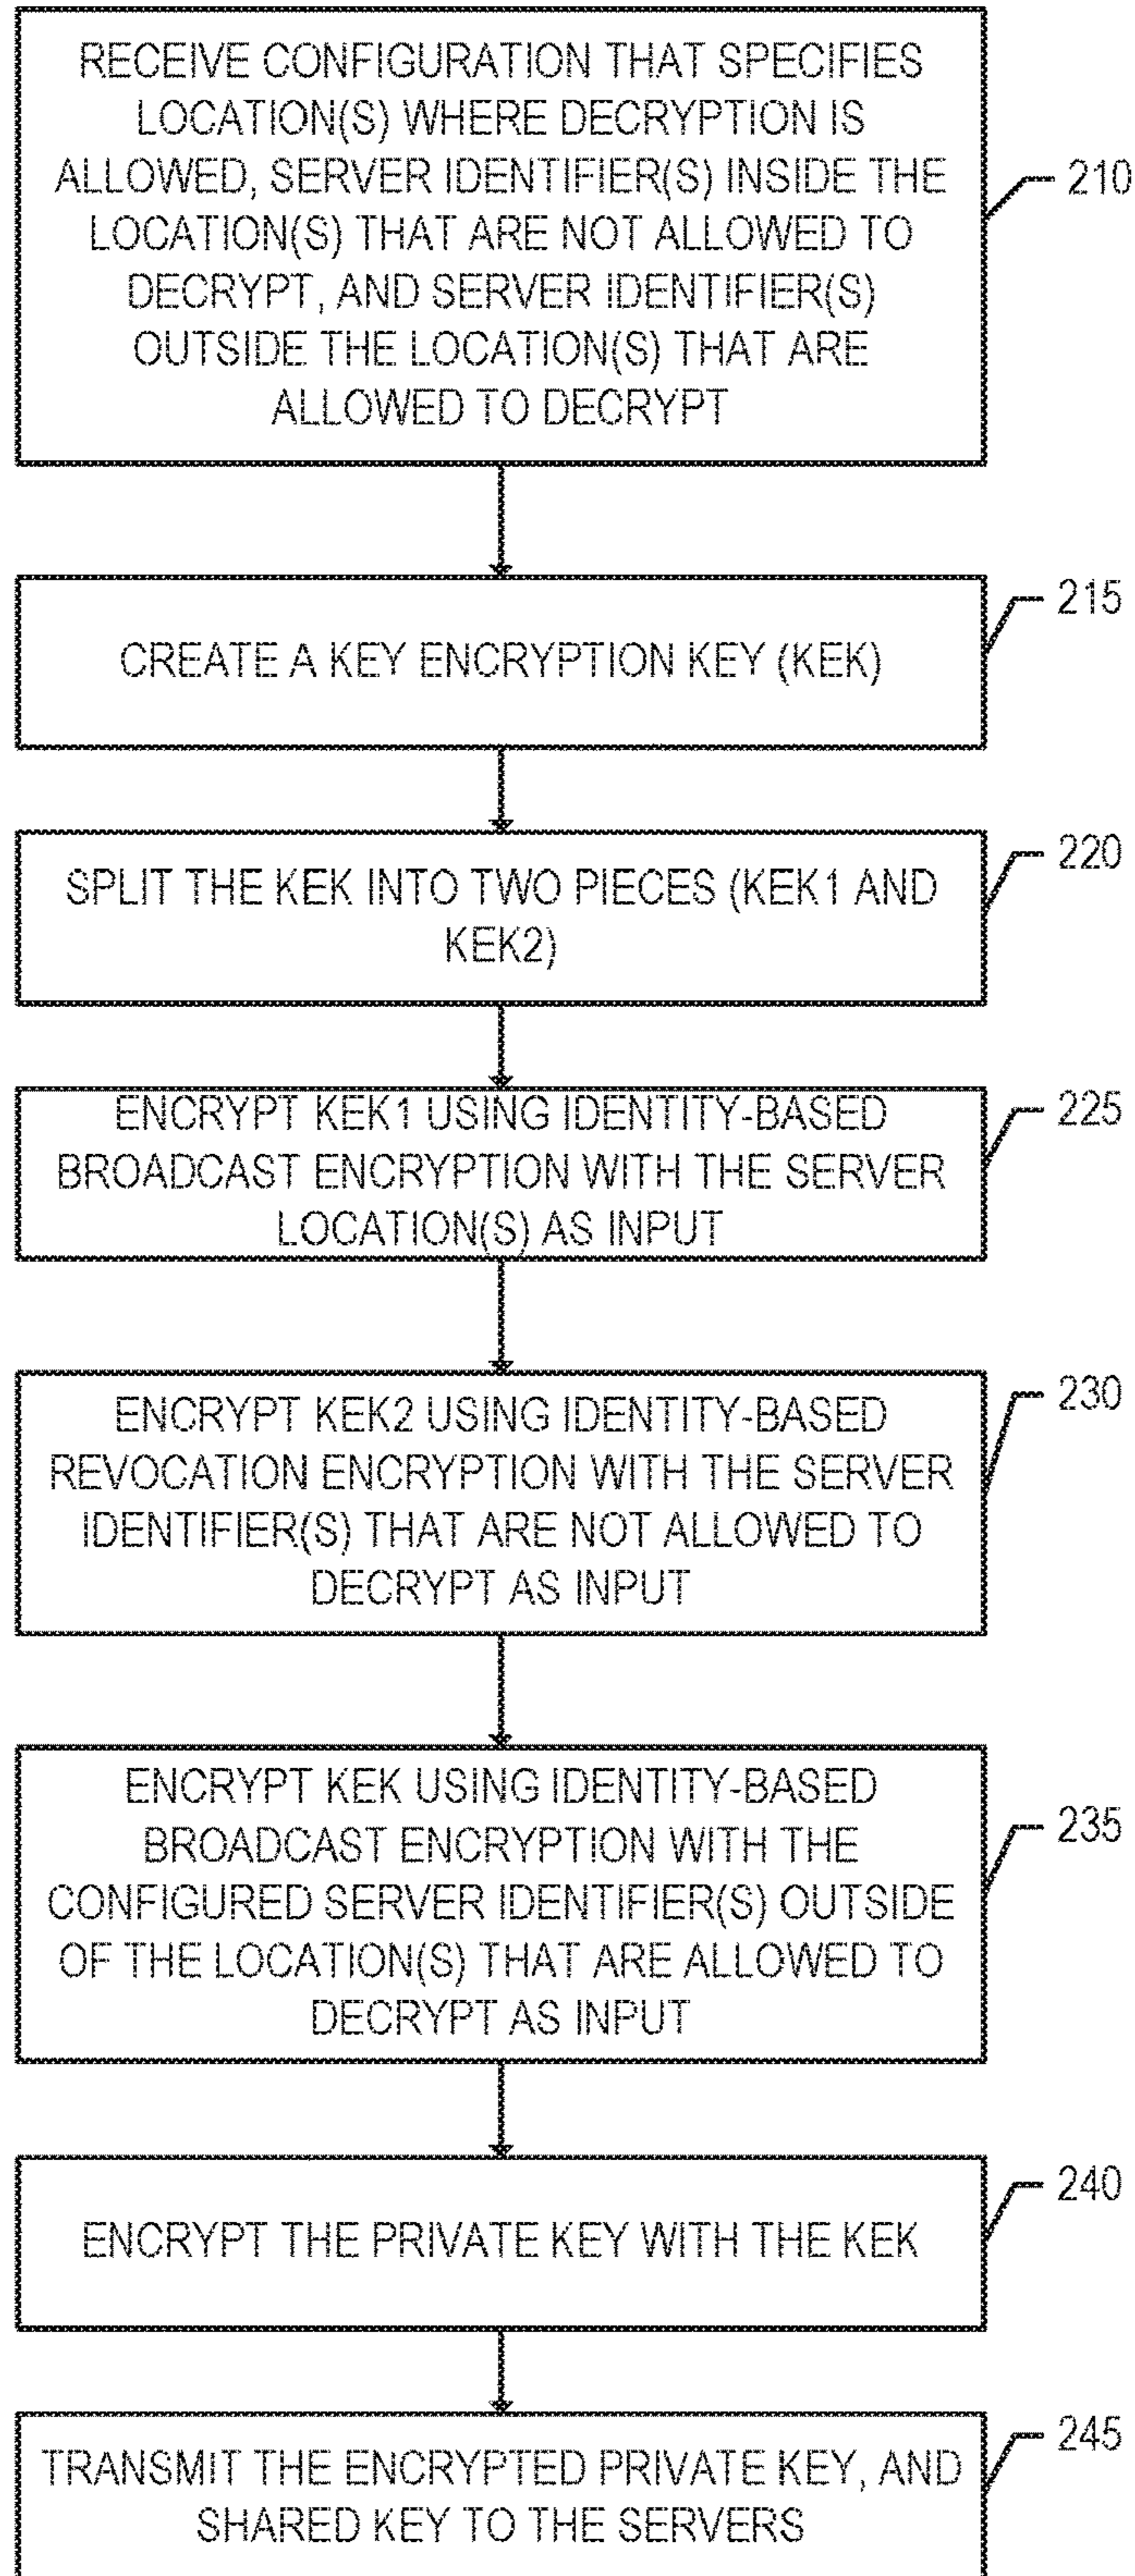 RECEIVE CONFIGURATION THAT SPECIFIES
LOCATION(S) WHERE DECRYPTION IS
ALLOWED, SERVER IDENTIFIER(S) INSIDE THE
LOCATION(S) THAT ARE NOT ALLOWED TO
DECRYPT, AND SERVER IDENTIFIER(S)
OUTSIDE THE LOCATION(S) THAT ARE
ALLOWED TO DECRYPT
210
CREATE A KEY ENCRYPTION KEY (KEK)
215
SPLIT THE KEK INTO TWO PIECES (KEK1 AND
KEK2)
220
ENCRYPT KEK1 USING IDENTITY-BASED
BROADCAST ENCRYPTION WITH THE SERVER
LOCATION(S) AS INPUT
225
ENCRYPT KEK2 USING IDENTITY-BASED
REVOCATION ENCRYPTION WITH THE SERVER
IDENTIFIER(S) THAT ARE NOT ALLOWED TO
DECRYPT AS INPUT
230
ENCRYPT KEK USING IDENTITY-BASED
BROADCAST ENCRYPTION WITH THE
CONFIGURED SERVER IDENTIFIER(S) OUTSIDE
OF THE LOCATION(S) THAT ARE ALLOWED TO
DECRYPT AS INPUT
235
ENCRYPT THE PRIVATE KEY WITH THE KEK
240
TRANSMIT THE ENCRYPTED PRIVATE KEY, AND
SHARED KEY TO THE SERVERS
245